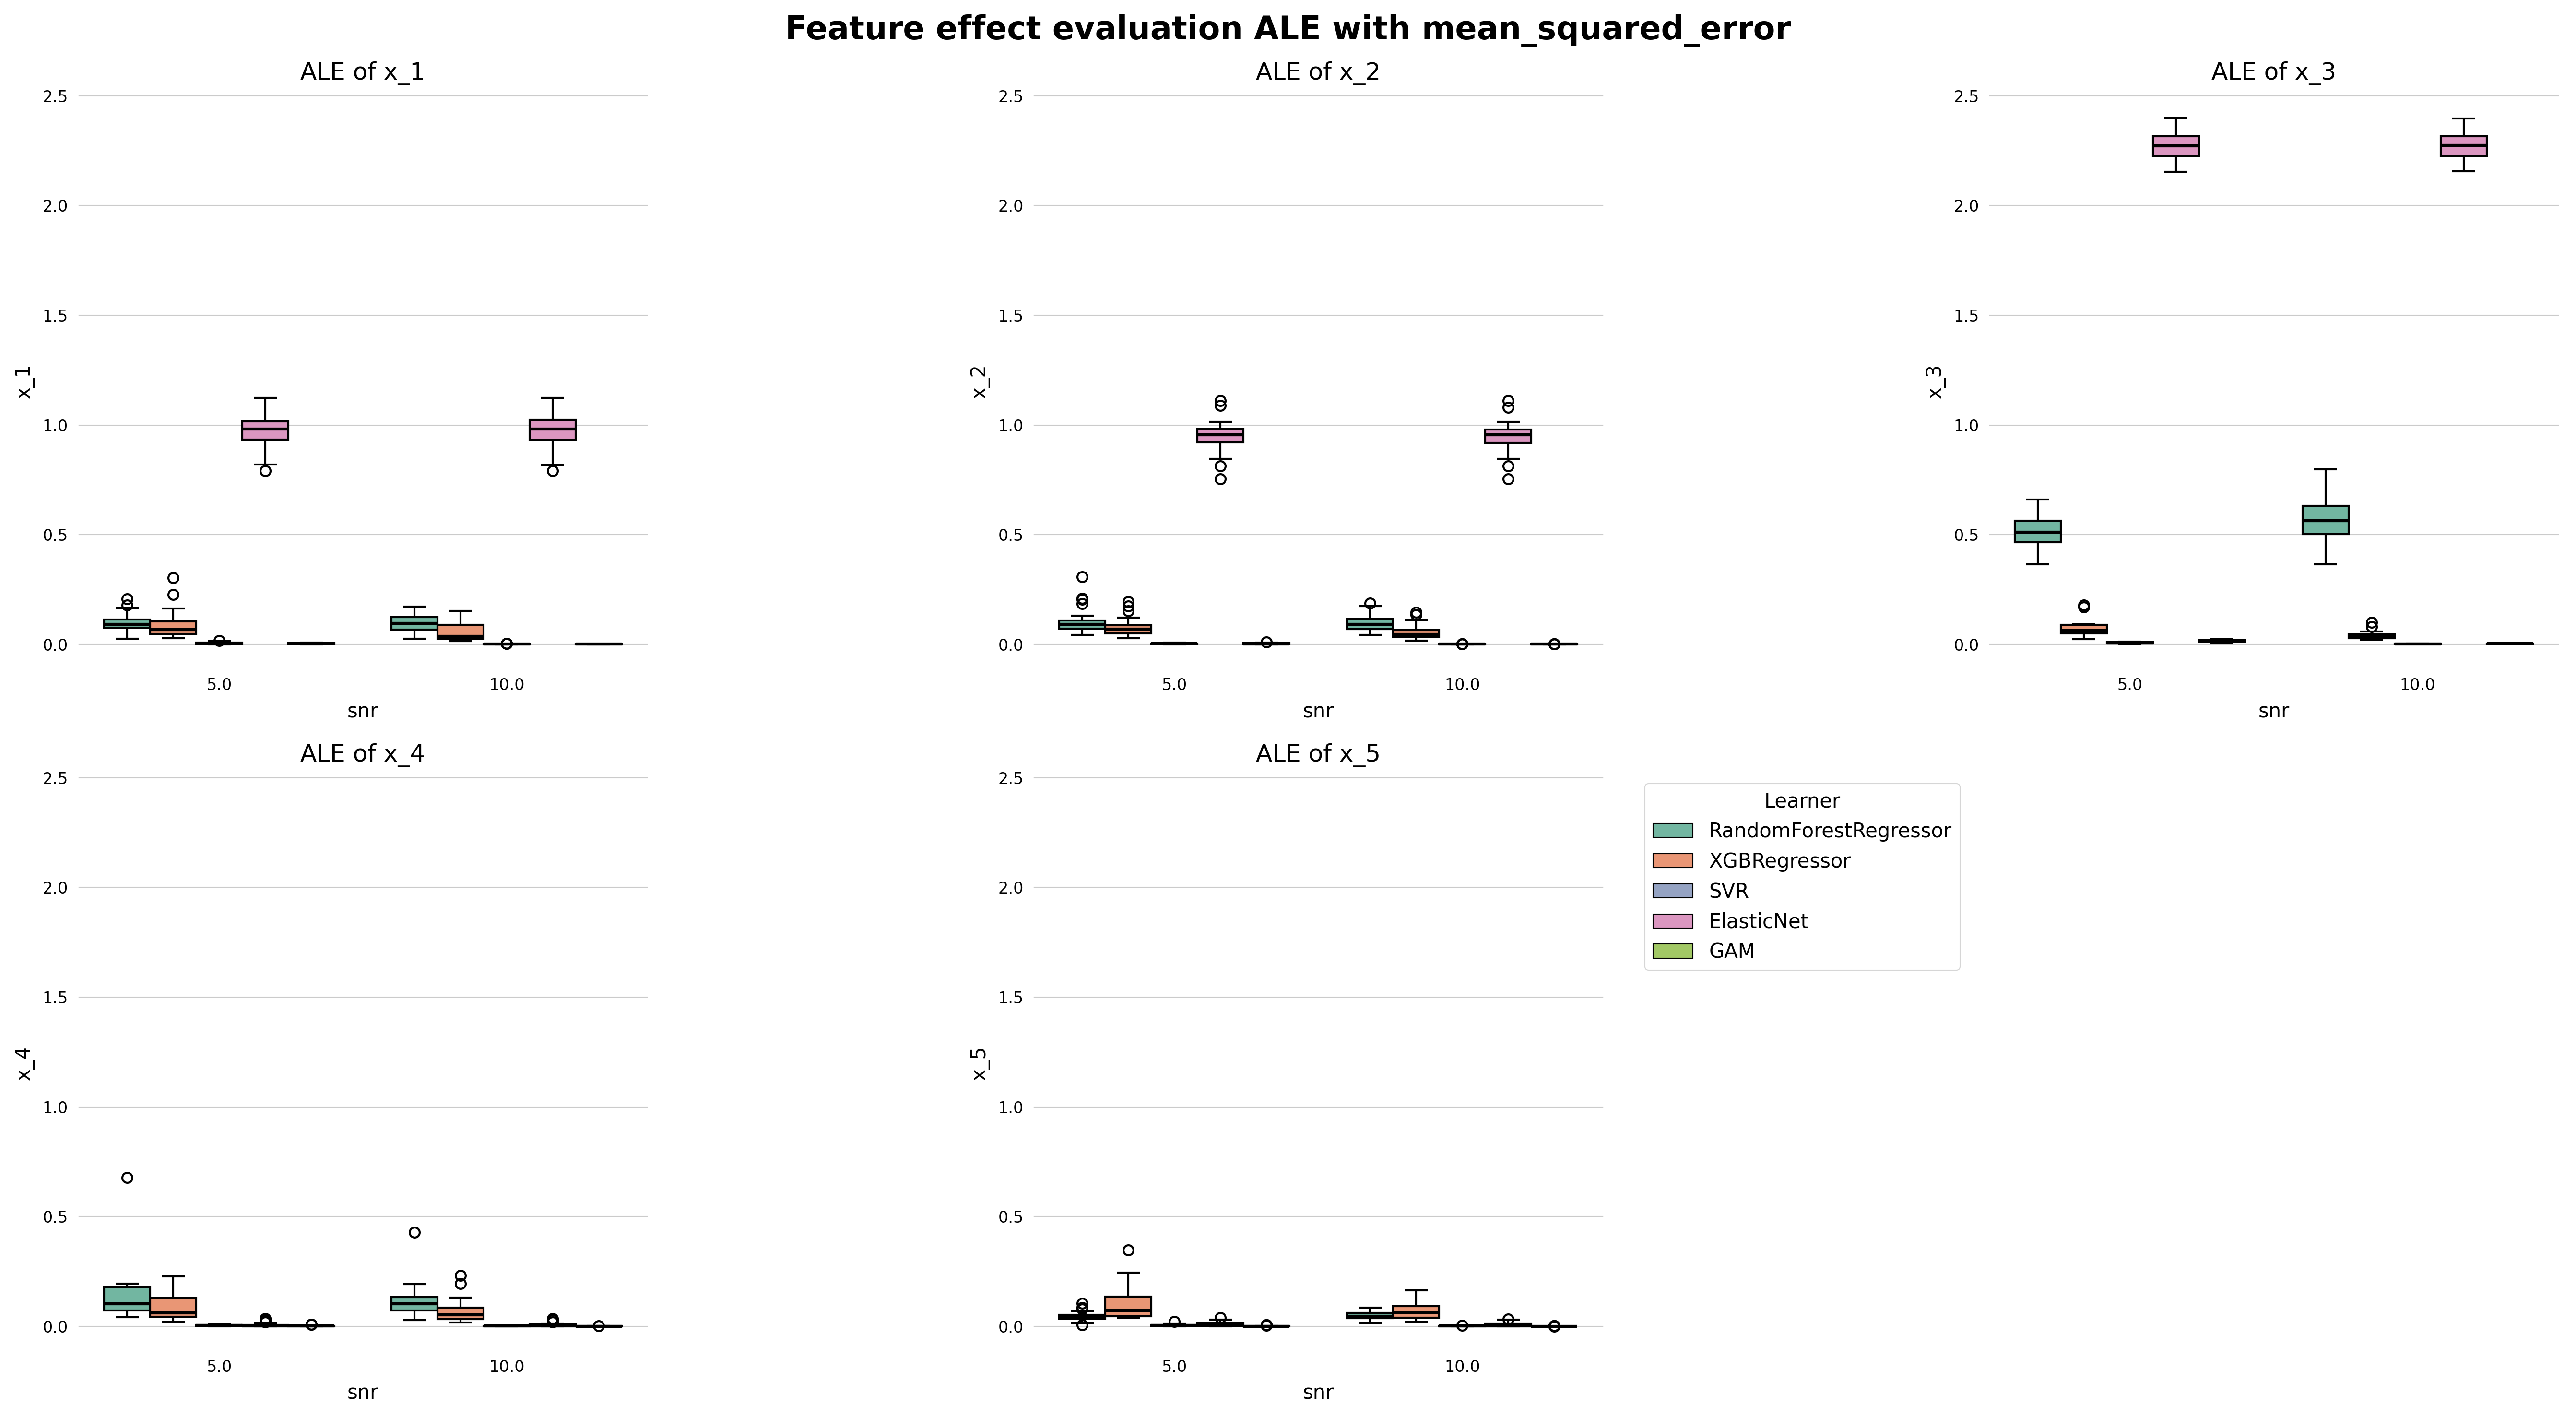 Feature effect evaluation ALE with mean_squared_error
ALE of x_1
2.5
2.0
1.5
1.0
0.5
0.0
x_1
5.0
10.0
snr
ALE of x_2
2.5
2.0
1.5
1.0
0.5
0.0
x_2
5.0
10.0
snr
ALE of x_3
2.5
2.0
1.5
1.0
0.5
0.0
x_3
5.0
10.0
snr
ALE of x_4
2.5
2.0
1.5
1.0
0.5
0.0
x_4
5.0
10.0
snr
ALE of x_5
2.5
2.0
1.5
1.0
0.5
0.0
x_5
5.0
10.0
snr
Learner
RandomForestRegressor
XGBRegressor
SVR
ElasticNet
GAM